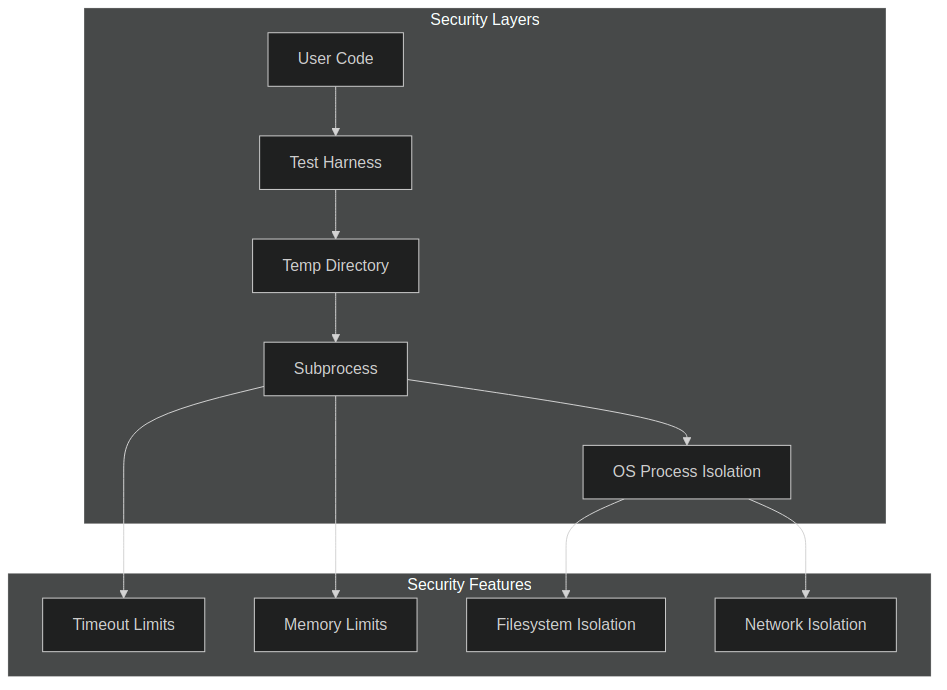 Security Layers
User Code
Test Harness
Temp Directory
Subprocess
OS Process Isolation
Security Features
Timeout Limits
Memory Limits
Filesystem Isolation
Network Isolation